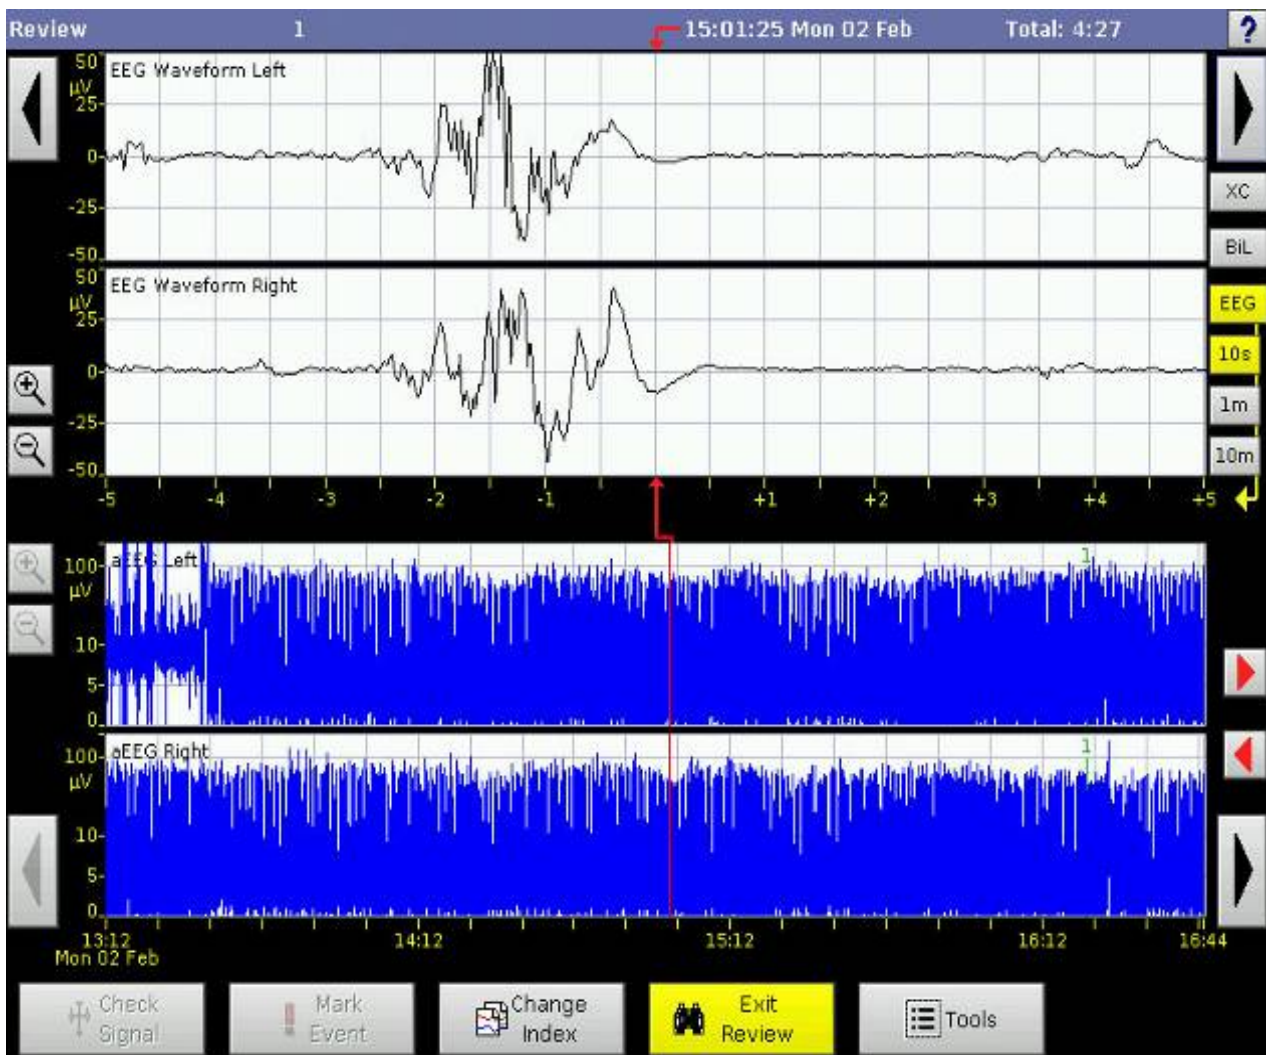 Review 1 15:01:25 Mon 02 Feb Total: 4:27 ?
50 EEG Waveform Left
µV
25
0
-25
-50
XC
BiL
50 EEG Waveform Right
µV
25
0
-25
-50
EEG
10s
1m
10m
-5 -4 -3 -2 -1 +1 +2 +3 +4 +5
100 aEEG Left 1
µV
10
5
0
100 aEEG Right 1
µV 1
10
5
0
13:12 14:12 15:12 16:12 16:44
Mon 02 Feb
Check Signal
Mark Event
Change Index
Exit Review
Tools